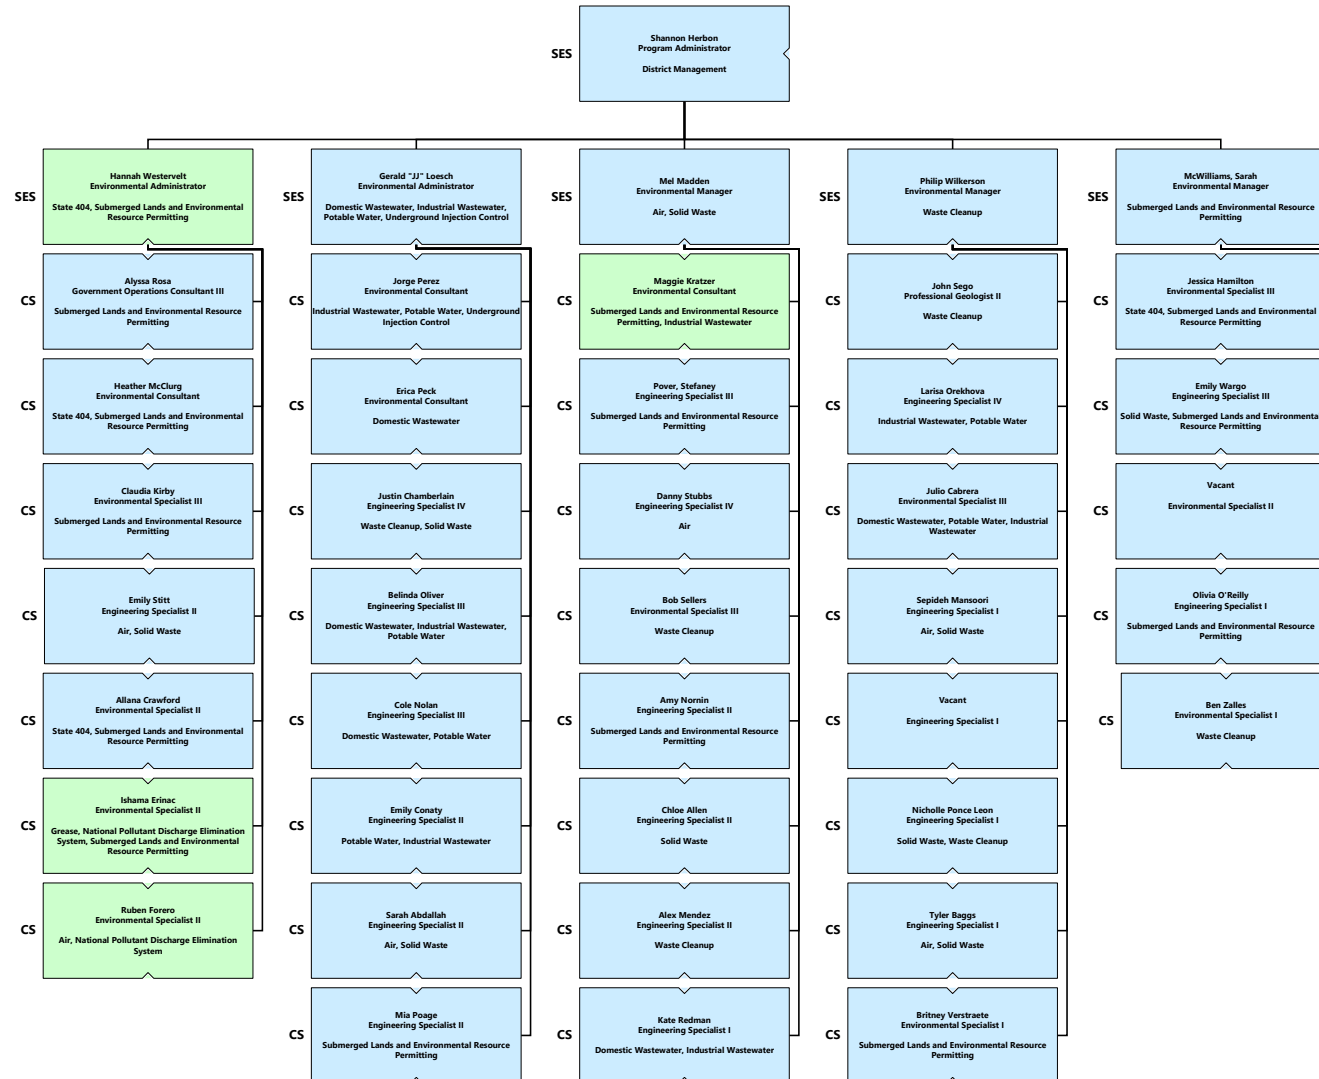 SES
Shannon Herbon
Program Administrator
District Management
SES
Hannah Westervelt
Environmental Administrator
State 404, Submerged Lands and Environmental
Resource Permitting
CS
Alyssa Rosa
Government Operations Consultant III
Submerged Lands and Environmental Resource
Permitting
CS
Heather McClurg
Environmental Consultant
State 404, Submerged Lands and Environmental
Resource Permitting
CS
Claudia Kirby
Environmental Specialist III
Submerged Lands and Environmental Resource
Permitting
CS
Emily Stitt
Engineering Specialist II
Air, Solid Waste
CS
Allana Crawford
Environmental Specialist II
State 404, Submerged Lands and Environmental
Resource Permitting
CS
Ishama Erinac
Environmental Specialist II
Grease, National Pollutant Discharge Elimination
System, Submerged Lands and Environmental
Resource Permitting
CS
Ruben Forero
Environmental Specialist II
Air, National Pollutant Discharge Elimination
System
SES
Gerald "JJ" Loesch
Environmental Administrator
Domestic Wastewater, Industrial Wastewater,
Potable Water, Underground Injection Control
CS
Jorge Perez
Environmental Consultant
Industrial Wastewater, Potable Water, Underground
Injection Control
CS
Erica Peck
Environmental Consultant
Domestic Wastewater
CS
Justin Chamberlain
Engineering Specialist IV
Waste Cleanup, Solid Waste
CS
Belinda Oliver
Engineering Specialist III
Domestic Wastewater, Industrial Wastewater,
Potable Water
CS
Cole Nolan
Engineering Specialist III
Domestic Wastewater, Potable Water
CS
Emily Conaty
Engineering Specialist II
Potable Water, Industrial Wastewater
CS
Sarah Abdallah
Engineering Specialist II
Air, Solid Waste
CS
Mia Poage
Engineering Specialist II
Submerged Lands and Environmental Resource
Permitting
SES
Mel Madden
Environmental Manager
Air, Solid Waste
CS
Maggie Kratzer
Environmental Consultant
Submerged Lands and Environmental Resource
Permitting, Industrial Wastewater
CS
Pover, Stefaney
Engineering Specialist III
Submerged Lands and Environmental Resource
Permitting
CS
Danny Stubbs
Engineering Specialist IV
Air
CS
Bob Sellers
Environmental Specialist III
Waste Cleanup
CS
Amy Nornin
Engineering Specialist II
Submerged Lands and Environmental Resource
Permitting
CS
Chloe Allen
Engineering Specialist II
Solid Waste
CS
Alex Mendez
Engineering Specialist II
Waste Cleanup
CS
Kate Redman
Engineering Specialist I
Domestic Wastewater, Industrial Wastewater
SES
Philip Wilkerson
Environmental Manager
Waste Cleanup
CS
John Sego
Professional Geologist II
Waste Cleanup
CS
Larisa Orekhova
Engineering Specialist IV
Industrial Wastewater, Potable Water
CS
Julio Cabrera
Environmental Specialist III
Domestic Wastewater, Potable Water, Industrial
Wastewater
CS
Sepideh Mansoori
Engineering Specialist I
Air, Solid Waste
CS
Vacant
Engineering Specialist I
CS
Nicholle Ponce Leon
Engineering Specialist I
Solid Waste, Waste Cleanup
CS
Tyler Baggs
Engineering Specialist I
Air, Solid Waste
CS
Britney Verstraete
Environmental Specialist I
Submerged Lands and Environmental Resource
Permitting
SES
McWilliams, Sarah
Environmental Manager
Submerged Lands and Environmental Resource
Permitting
CS
Jessica Hamilton
Environmental Specialist III
State 404, Submerged Lands and Environmental
Resource Permitting
CS
Emily Wargo
Engineering Specialist III
Solid Waste, Submerged Lands and Environmenta
Resource Permitting
CS
Vacant
Environmental Specialist II
CS
Olivia O'Reilly
Engineering Specialist I
Submerged Lands and Environmental Resource
Permitting
CS
Ben Zalles
Environmental Specialist I
Waste Cleanup